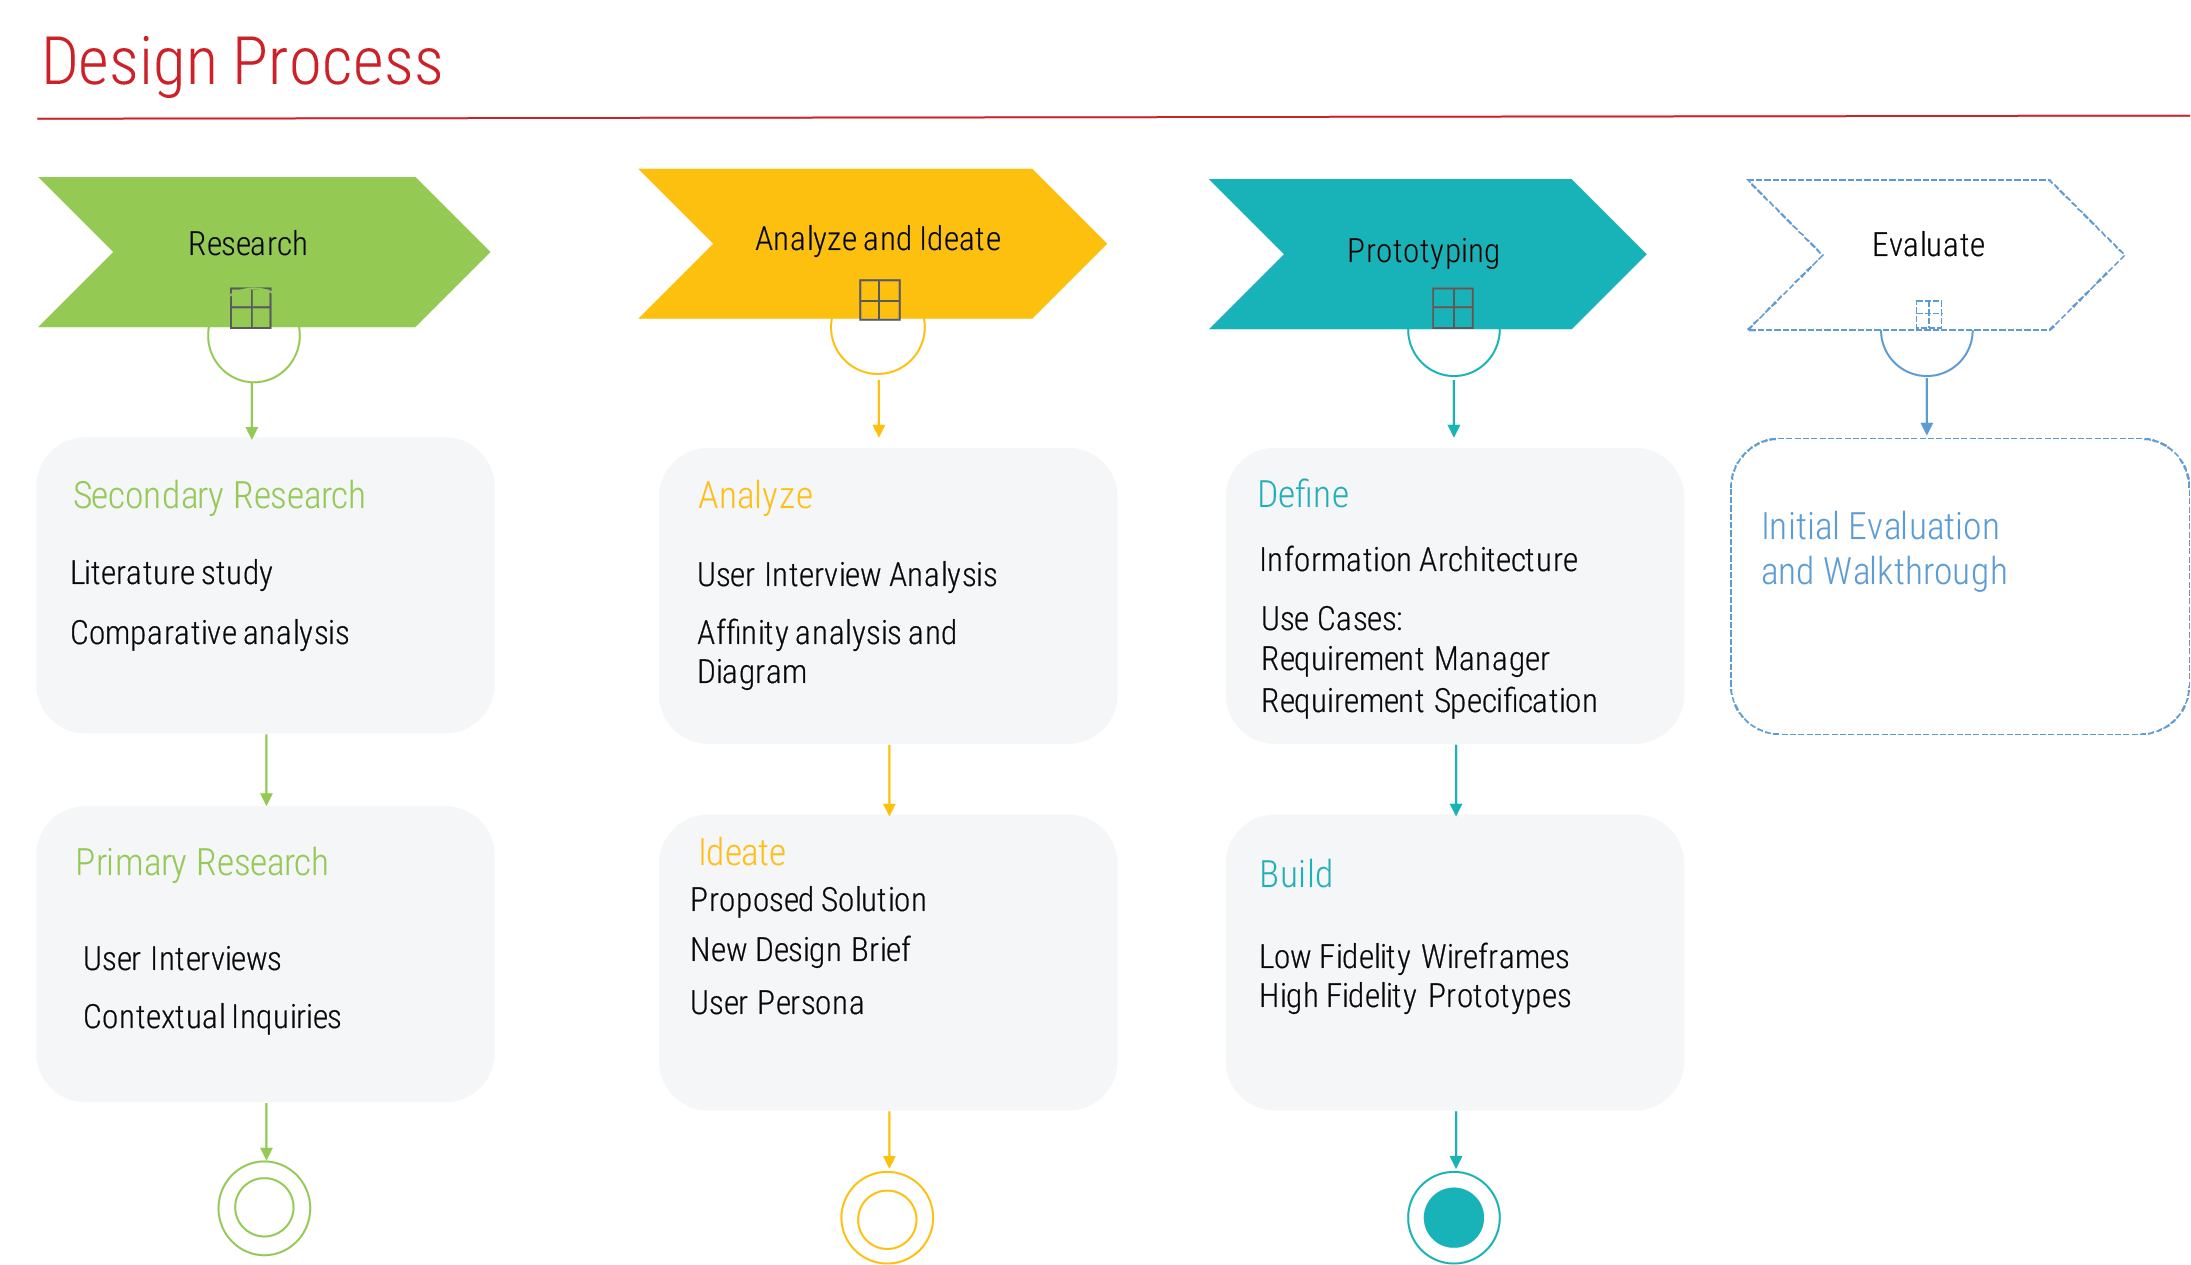 Design Process
Research
Analyze and Ideate
Prototyping
Evaluate
Secondary Research
Literature study
Comparative analysis
Primary Research
User Interviews
Contextual Inquiries
Analyze
User Interview Analysis
Affinity analysis and
Diagram
Ideate
Proposed Solution
New Design Brief
User Persona
Define
Information Architecture
Use Cases:
Requirement Manager
Requirement Specification
Build
Low Fidelity Wireframes
High Fidelity Prototypes
Initial Evaluation
and Walkthrough